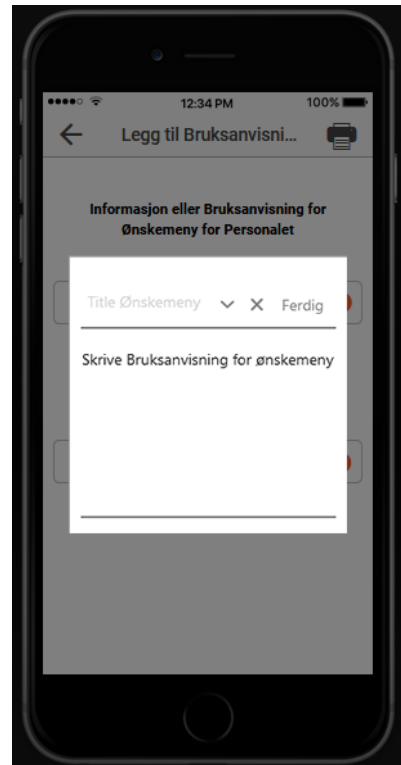 12:34 PM 100%
Legg til Bruksanvisni...
Informasjon eller Bruksanvisning for
Ønskemeny for Personalet
Title Ønskemeny Ferdig
Skrive Bruksanvisning for ønskemeny